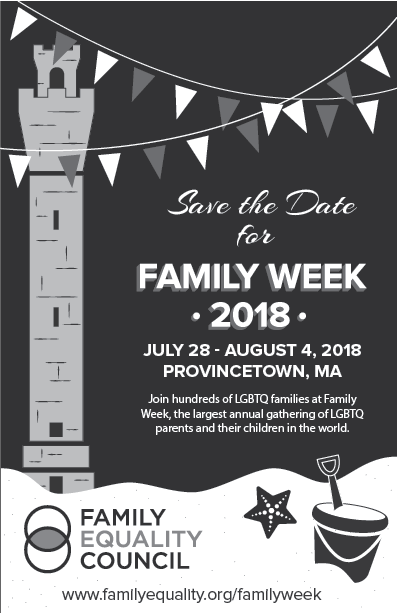 Save the Date
for
FAMILY WEEK
• 2018 •
JULY 28 - AUGUST 4, 2018
PROVINCETOWN, MA
Join hundreds of LGBTQ families at Family
Week, the largest annual gathering of LGBTQ
parents and their children in the world.
FAMILY
EQUALITY
COUNCIL
www.familyequality.org/familyweek